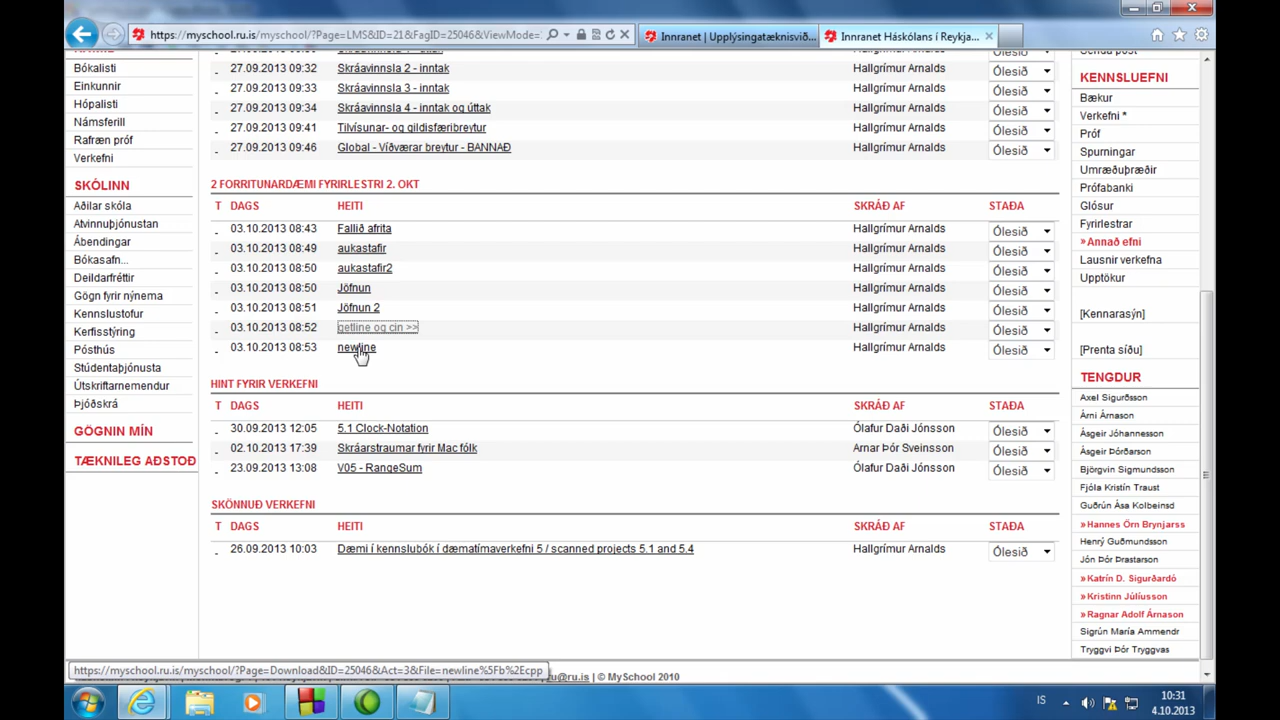 https://myschool.ru.is/myschool/?Page=LMS&ID=21&FagID=25046&ViewMode=
Innranet | Upplýsingatæknisvið...
Innranet Háskólans í Reykja...
Bókalisti
Einkunnir
Hópalisti
Námsferill
Rafræn próf
Verkefni
SKÓLINN
Aðilar skóla
Atvinnuþjónustan
Ábendingar
Bókasafn...
Deildarfréttir
Gögn fyrir nýnema
Kennslustofur
Kerfisstýring
Pósthús
Stúdentaþjónusta
Útskriftarnemendur
Þjóðskrá
GÖGNIN MÍN
TÆKNILEG AÐSTOÐ
27.09.2013 09:32 Skráavinnsla 2 - inntak Hallgrímur Arnalds Ólesið
27.09.2013 09:33 Skráavinnsla 3 - inntak Hallgrímur Arnalds Ólesið
27.09.2013 09:34 Skráavinnsla 4 - inntak og úttak Hallgrímur Arnalds Ólesið
27.09.2013 09:41 Tilvísunar- og gildisfæribreytur Hallgrímur Arnalds Ólesið
27.09.2013 09:46 Global - Víðværar breytur - BANNAÐ Hallgrímur Arnalds Ólesið
2 FORRITUNARDÆMI FYRIRLESTRI 2. OKT
T DAGS HEITI SKRÁÐ AF STAÐA
03.10.2013 08:43 Fallið afrita Hallgrímur Arnalds Ólesið
03.10.2013 08:49 aukastafir Hallgrímur Arnalds Ólesið
03.10.2013 08:50 aukastafir2 Hallgrímur Arnalds Ólesið
03.10.2013 08:50 Jöfnun Hallgrímur Arnalds Ólesið
03.10.2013 08:51 Jöfnun 2 Hallgrímur Arnalds Ólesið
03.10.2013 08:52 getline og cin >> Hallgrímur Arnalds Ólesið
03.10.2013 08:53 newline Hallgrímur Arnalds Ólesið
HINT FYRIR VERKEFNI
T DAGS HEITI SKRÁÐ AF STAÐA
30.09.2013 12:05 5.1 Clock-Notation Ólafur Daði Jónsson Ólesið
02.10.2013 17:39 Skráarstraumar fyrir Mac fólk Arnar Þór Sveinsson Ólesið
23.09.2013 13:08 V05 - RangeSum Ólafur Daði Jónsson Ólesið
SKÖNNUÐ VERKEFNI
T DAGS HEITI SKRÁÐ AF STAÐA
26.09.2013 10:03 Dæmi í kennslubók í dæmatímaverkefni 5 / scanned projects 5.1 and 5.4 Hallgrímur Arnalds Ólesið
Senda póst
KENNSLUEFNI
Bækur
Verkefni *
Próf
Spurningar
Umræðuþræðir
Prófabanki
Glósur
Fyrirlestrar
» Annað efni
Lausnir verkefna
Upptökur
[Kennarasýn]
[Prenta síðu]
TENGDUR
Axel Sigurðsson
Árni Árnason
Ásgeir Jóhannesson
Ásgeir Þórðarson
Björgvin Sigmundsson
Fjóla Kristín Traust
Guðrún Ása Kolbeinsd
» Hannes Örn Brynjarss
Henrý Guðmundsson
Jón Þór Þrastarson
» Katrín D. Sigurðardó
» Kristinn Júlíusson
» Ragnar Adolf Árnason
Sigrún María Ammendr
Tryggvi Þór Tryggvas
https://myschool.ru.is/myschool/?Page=Download&ID=25046&Act=3&File=newline%5Fb%2Ecpp
ru@ru.is | © MySchool 2010
IS
10:31
4.10.2013